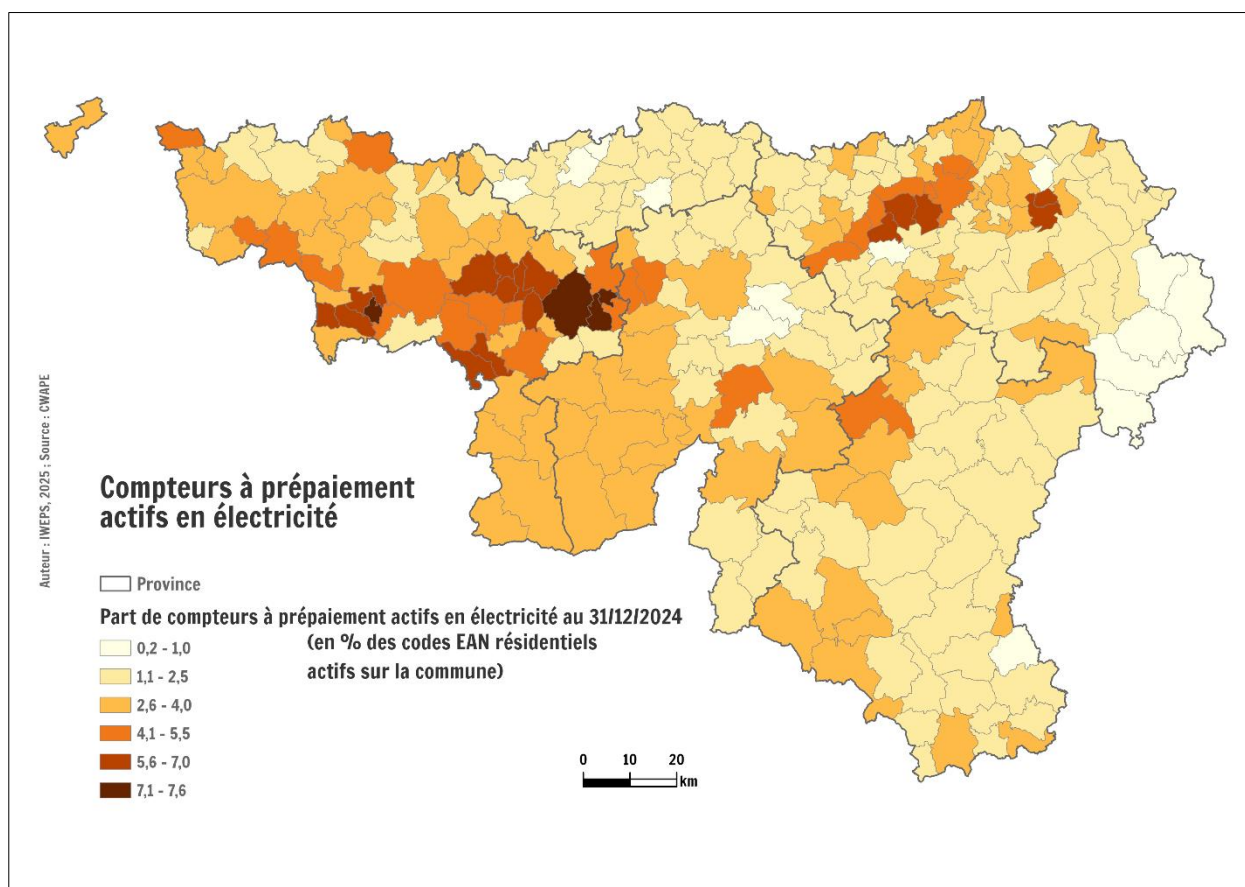 Compteurs à prépaiement
actifs en électricité
Auteur : IWEPS, 2025 ; Source : CWAPE
Province
Part de compteurs à prépaiement actifs en électricité au 31/12/2024
(en % des codes EAN résidentiels
actifs sur la commune)
0,2 - 1,0
1,1 - 2,5
2,6 - 4,0
4,1 - 5,5
5,6 - 7,0
7,1 - 7,6
0 10 20
km